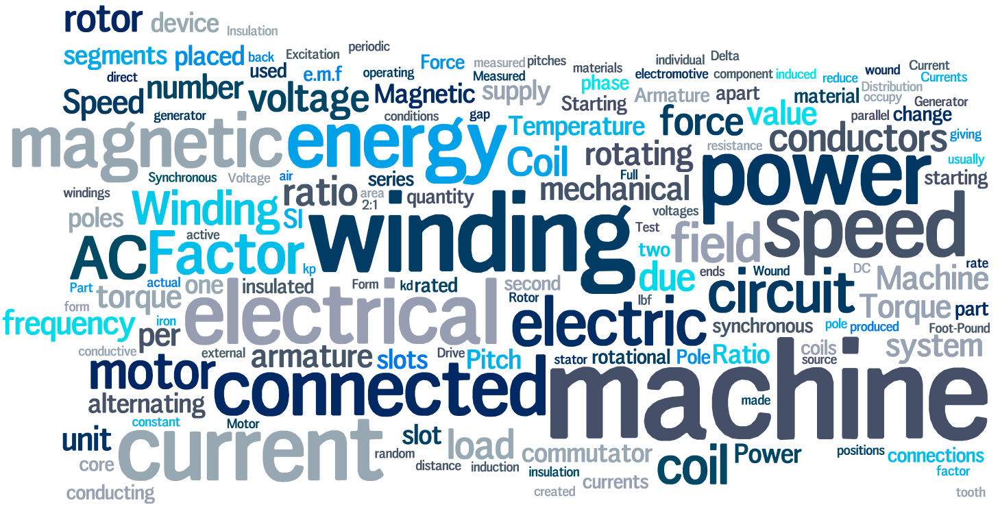 rotor device Insulation
segments placed back Excitation periodic
direct used e.m.f operating Force measured pitches materials individual Delta
Measured electromotive component induced reduce wound Current Currents
Speed number voltage Magnetic supply phase Armature apart material Distribution occupy Generator
generator conditions gap Starting force value parallel change
magnetic energy Temperature Coil rotating resistance conductors giving
Synchronous Voltage air series Full power usually
windings ratio area 2:1 quantity mechanical voltages starting
poles Winding SI winding Test field speed
AC active Factor kp two due ends Wound DC Machine rate
Part actual one insulated Form kd rated second circuit
form torque electrical Rotor lbf Torque part
frequency iron per electric synchronous pole produced Foot-Pound
conductive external armature slots Drive Pitch stator rotational Pole Ratio coils source system
motor connected machine
alternating made
constant Motor
unit current slot load commutator coil Power positions connections
core random distance induction insulation currents factor
conducting created tooth